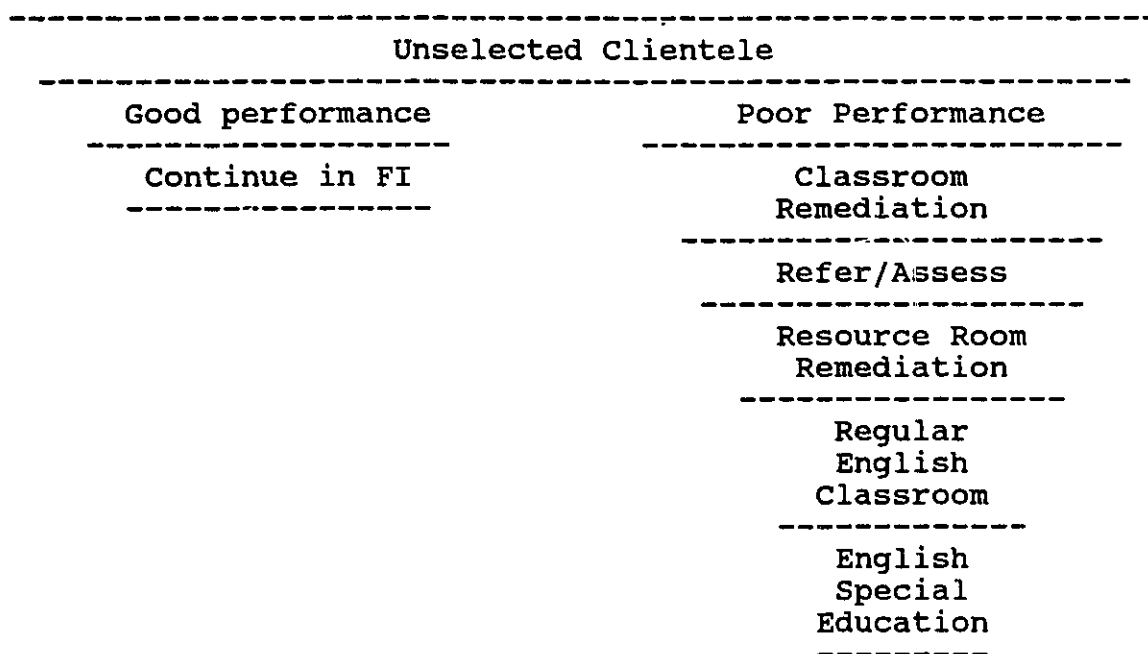 Unselected Clientele
Good performance Poor Performance
Continue in FI Classroom
Remediation
Refer/Assess
Resource Room
Remediation
Regular
English
Classroom
English
Special
Education